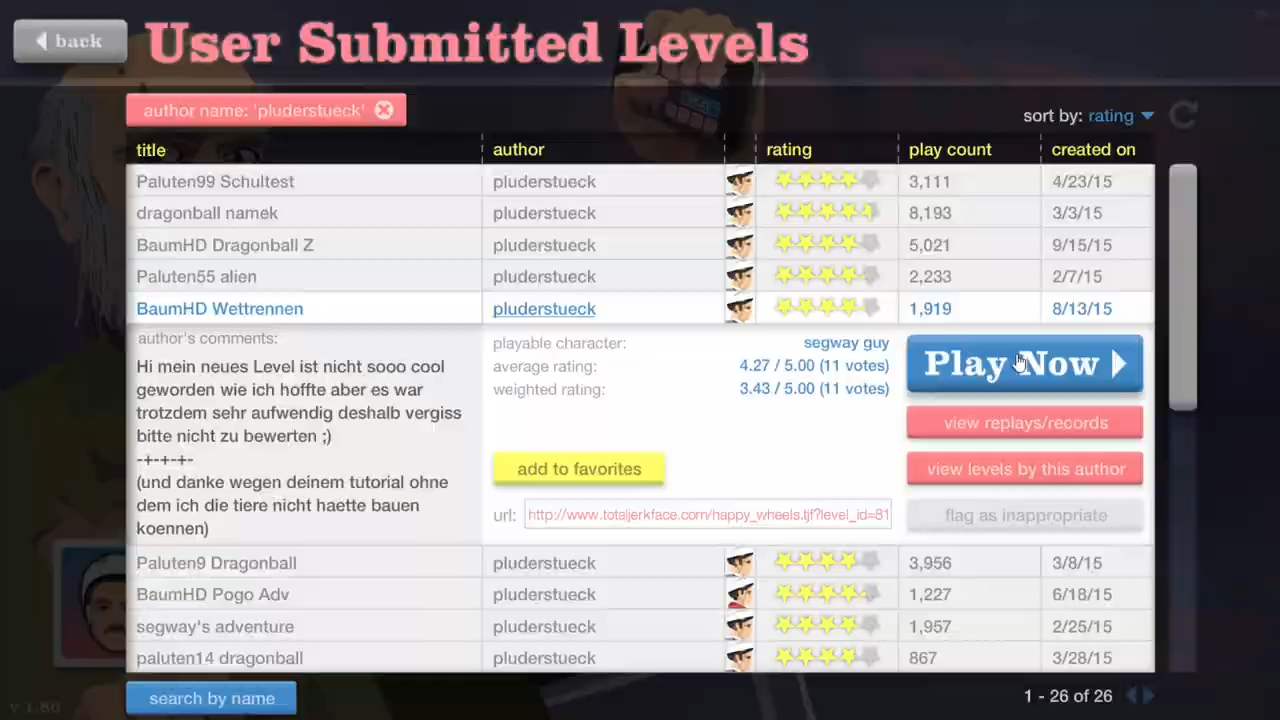 back
User Submitted Levels
author name: 'pluderstueck'
sort by: rating
title author rating play count created on
Paluten99 Schultest pluderstueck 3,111 4/23/15
dragonball namek pluderstueck 8,193 3/3/15
BaumHD Dragonball Z pluderstueck 5,021 9/15/15
Paluten55 alien pluderstueck 2,233 2/7/15
BaumHD Wettrennen pluderstueck 1,919 8/13/15
author's comments:
Hi mein neues Level ist nicht sooo cool
geworden wie ich hoffte aber es war
trotzdem sehr aufwendig deshalb vergiss
bitte nicht zu bewerten ;)
-+-+-+-
(und danke wegen deinem tutorial ohne
dem ich die tiere nicht haette bauen
koennen)
playable character: segway guy
average rating: 4.27 / 5.00 (11 votes)
weighted rating: 3.43 / 5.00 (11 votes)
add to favorites
url: http://www.totaljerkface.com/happy_wheels.tjf?level_id=81
Play Now
view replays/records
view levels by this author
flag as inappropriate
Paluten9 Dragonball pluderstueck 3,956 3/8/15
BaumHD Pogo Adv pluderstueck 1,227 6/18/15
segway's adventure pluderstueck 1,957 2/25/15
paluten14 dragonball pluderstueck 867 3/28/15
search by name
1 - 26 of 26